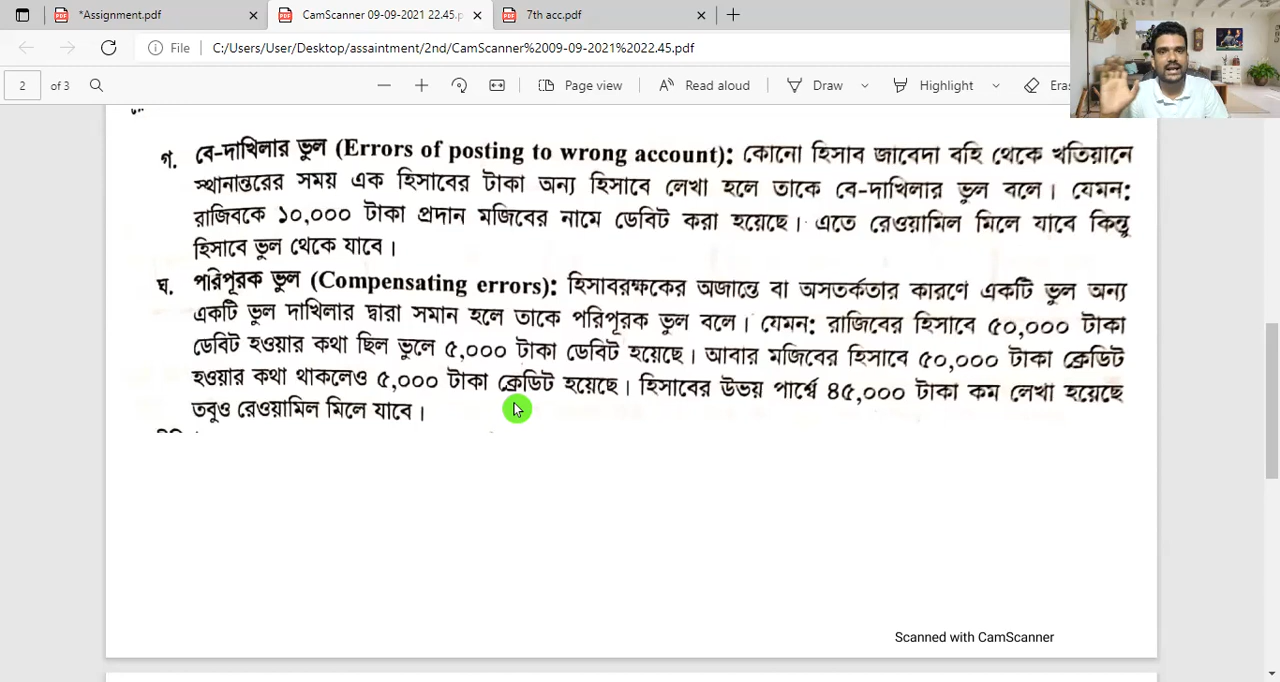 *Assignment.pdf
CamScanner 09-09-2021 22.45.p
7th acc.pdf
File C:/Users/User/Desktop/assaintment/2nd/CamScanner%2009-09-2021%2022.45.pdf
2 of 3 Page view Read aloud Draw Highlight Eras
গ. বে-দাখিলার ভুল (Errors of posting to wrong account): কোনো হিসাব জাবেদা বহি থেকে খতিয়ানে
স্থানান্তরের সময় এক হিসাবের টাকা অন্য হিসাবে লেখা হলে তাকে বে-দাখিলার ভুল বলে। যেমন:
রাজিবকে ১০,০০০ টাকা প্রদান মজিবের নামে ডেবিট করা হয়েছে। এতে রেওয়ামিল মিলে যাবে কিন্তু
হিসাবে ভুল থেকে যাবে।
ঘ. পরিপূরক ভুল (Compensating errors): হিসাবরক্ষকের অজান্তে বা অসতর্কতার কারণে একটি ভুল অন্য
একটি ভুল দাখিলার দ্বারা সমান হলে তাকে পরিপূরক ভুল বলে। যেমন: রাজিবের হিসাবে ৫০,০০০ টাকা
ডেবিট হওয়ার কথা ছিল ভুলে ৫,০০০ টাকা ডেবিট হয়েছে। আবার মজিবের হিসাবে ৫০,০০০ টাকা ক্রেডিট
হওয়ার কথা থাকলেও ৫,০০০ টাকা ক্রেডিট হয়েছে। হিসাবের উভয় পার্শ্বে ৪৫,০০০ টাকা কম লেখা হয়েছে
তবুও রেওয়ামিল মিলে যাবে।
Scanned with CamScanner